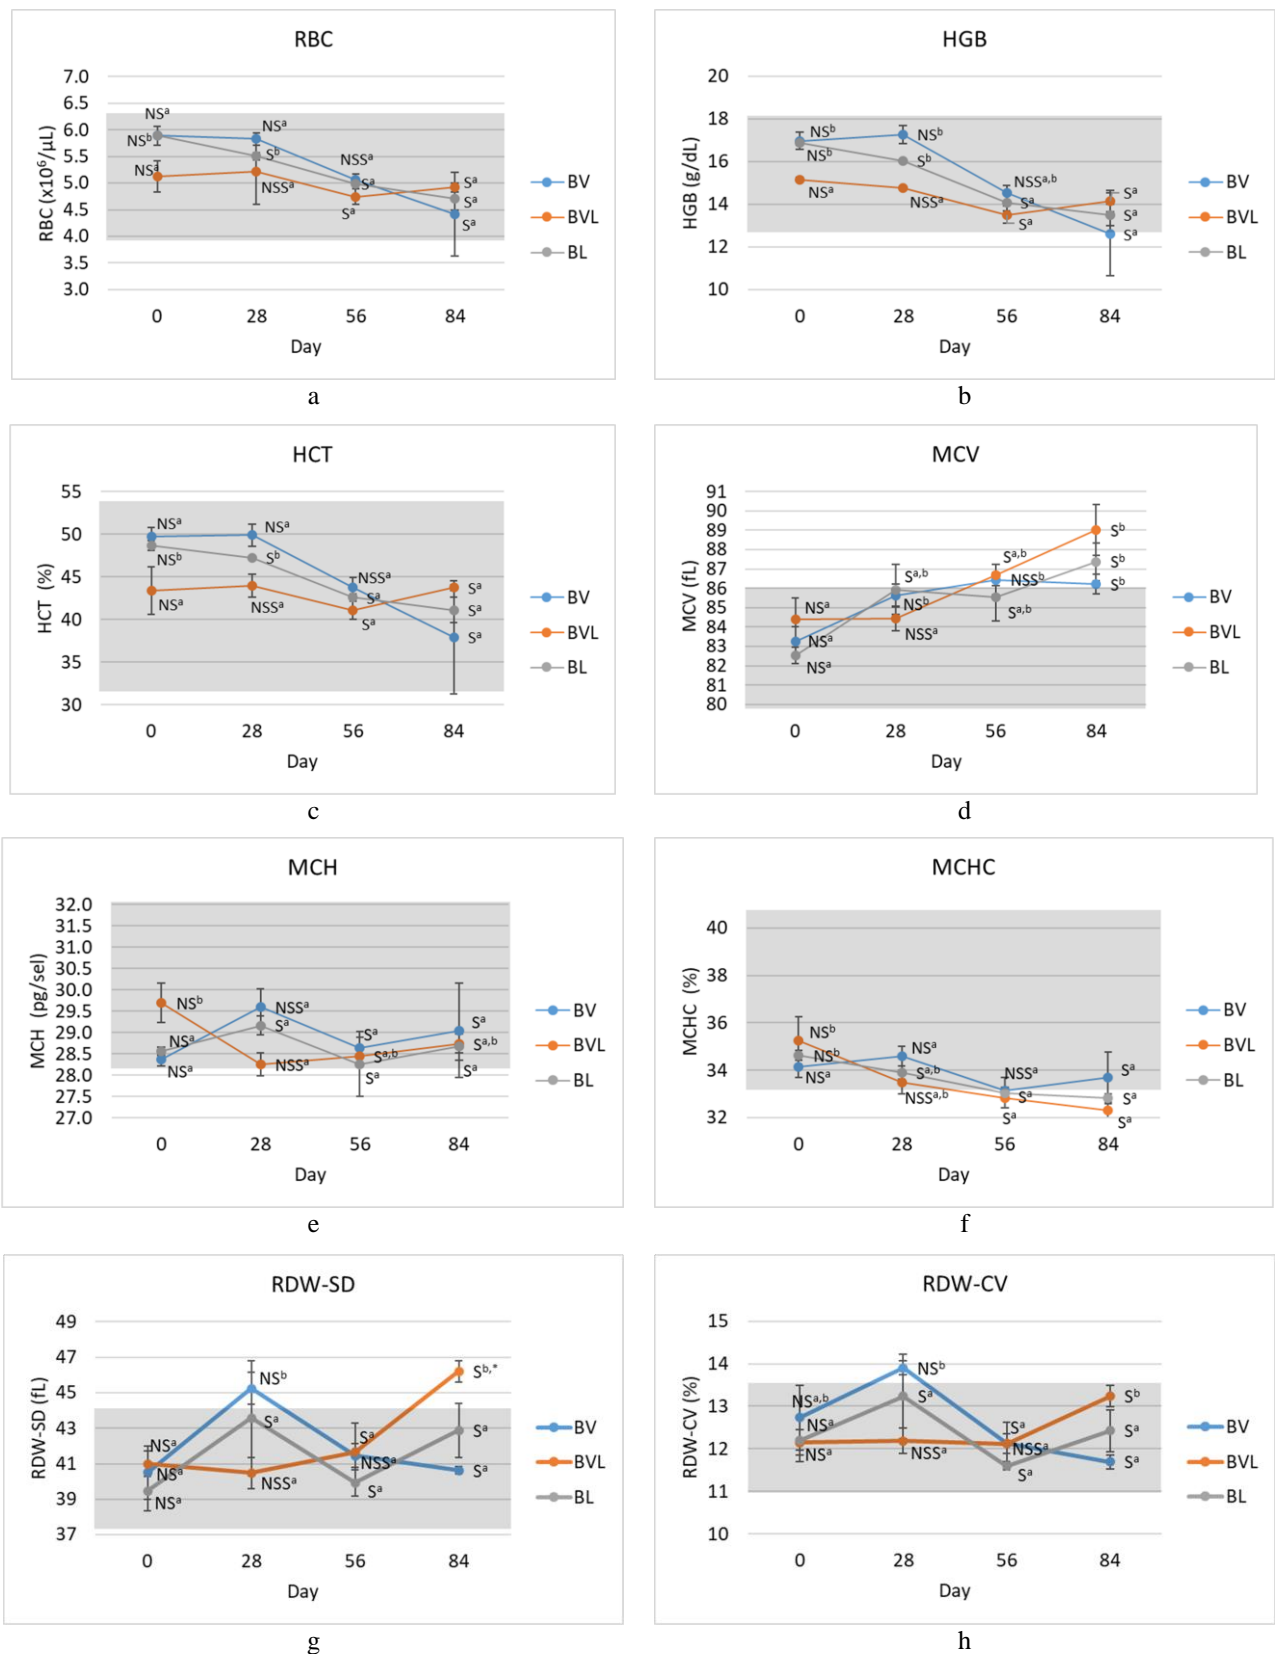 RBC
7.0
6.5
6.0
5.5
5.0
4.5
4.0
3.5
3.0
RBC (x10⁶/µL)
NSᵃ
NSᵇ
NSᵃ
NSᵃ
Sᵇ
NSSᵃ
NSSᵃ
Sᵃ
Sᵃ
Sᵃ
Sᵃ
Sᵃ
0 28 56 84
Day
BV
BVL
BL
a
HGB
20
18
16
14
12
10
HGB (g/dL)
NSᵇ
NSᵇ
NSᵃ
NSᵇ
Sᵇ
NSSᵃ
NSSᵃ,ᵇ
Sᵃ
Sᵃ
Sᵃ
Sᵃ
Sᵃ
0 28 56 84
Day
BV
BVL
BL
b
HCT
55
50
45
40
35
30
HCT (%)
NSᵃ
NSᵇ
NSᵃ
NSᵃ
Sᵇ
NSSᵃ
NSSᵃ
Sᵃ
Sᵃ
Sᵃ
Sᵃ
Sᵃ
0 28 56 84
Day
BV
BVL
BL
c
MCV
91
90
89
88
87
86
85
84
83
82
81
80
MCV (fL)
NSᵃ
NSᵃ
NSᵃ
Sᵃ,ᵇ
NSᵇ
NSSᵃ
Sᵃ,ᵇ
NSSᵇ
Sᵃ,ᵇ
Sᵇ
Sᵇ
Sᵇ
0 28 56 84
Day
BV
BVL
BL
d
MCH
32.0
31.5
31.0
30.5
30.0
29.5
29.0
28.5
28.0
27.5
27.0
MCH (pg/sel)
NSᵇ
NSᵃ
NSᵃ
NSSᵃ
Sᵃ
NSSᵃ
Sᵃ
Sᵃ,ᵇ
Sᵃ
Sᵃ
Sᵃ,ᵇ
Sᵃ
0 28 56 84
Day
BV
BVL
BL
e
MCHC
40
38
36
34
32
MCHC (%)
NSᵇ
NSᵇ
NSᵃ
NSᵃ
Sᵃ,ᵇ
NSSᵃ,ᵇ
NSSᵃ
Sᵃ
Sᵃ
Sᵃ
Sᵃ
Sᵃ
0 28 56 84
Day
BV
BVL
BL
f
RDW-SD
49
47
45
43
41
39
37
RDW-SD (fL)
NSᵃ
NSᵃ
NSᵃ
NSᵇ
Sᵃ
NSSᵃ
Sᵃ
NSSᵃ
Sᵃ
Sᵇ,*
Sᵃ
Sᵃ
0 28 56 84
Day
BV
BVL
BL
g
RDW-CV
15
14
13
12
11
10
RDW-CV (%)
NSᵃ,ᵇ
NSᵃ
NSᵃ
NSᵇ
Sᵃ
NSSᵃ
Sᵃ
NSSᵃ
Sᵃ
Sᵇ
Sᵃ
Sᵃ
0 28 56 84
Day
BV
BVL
BL
h